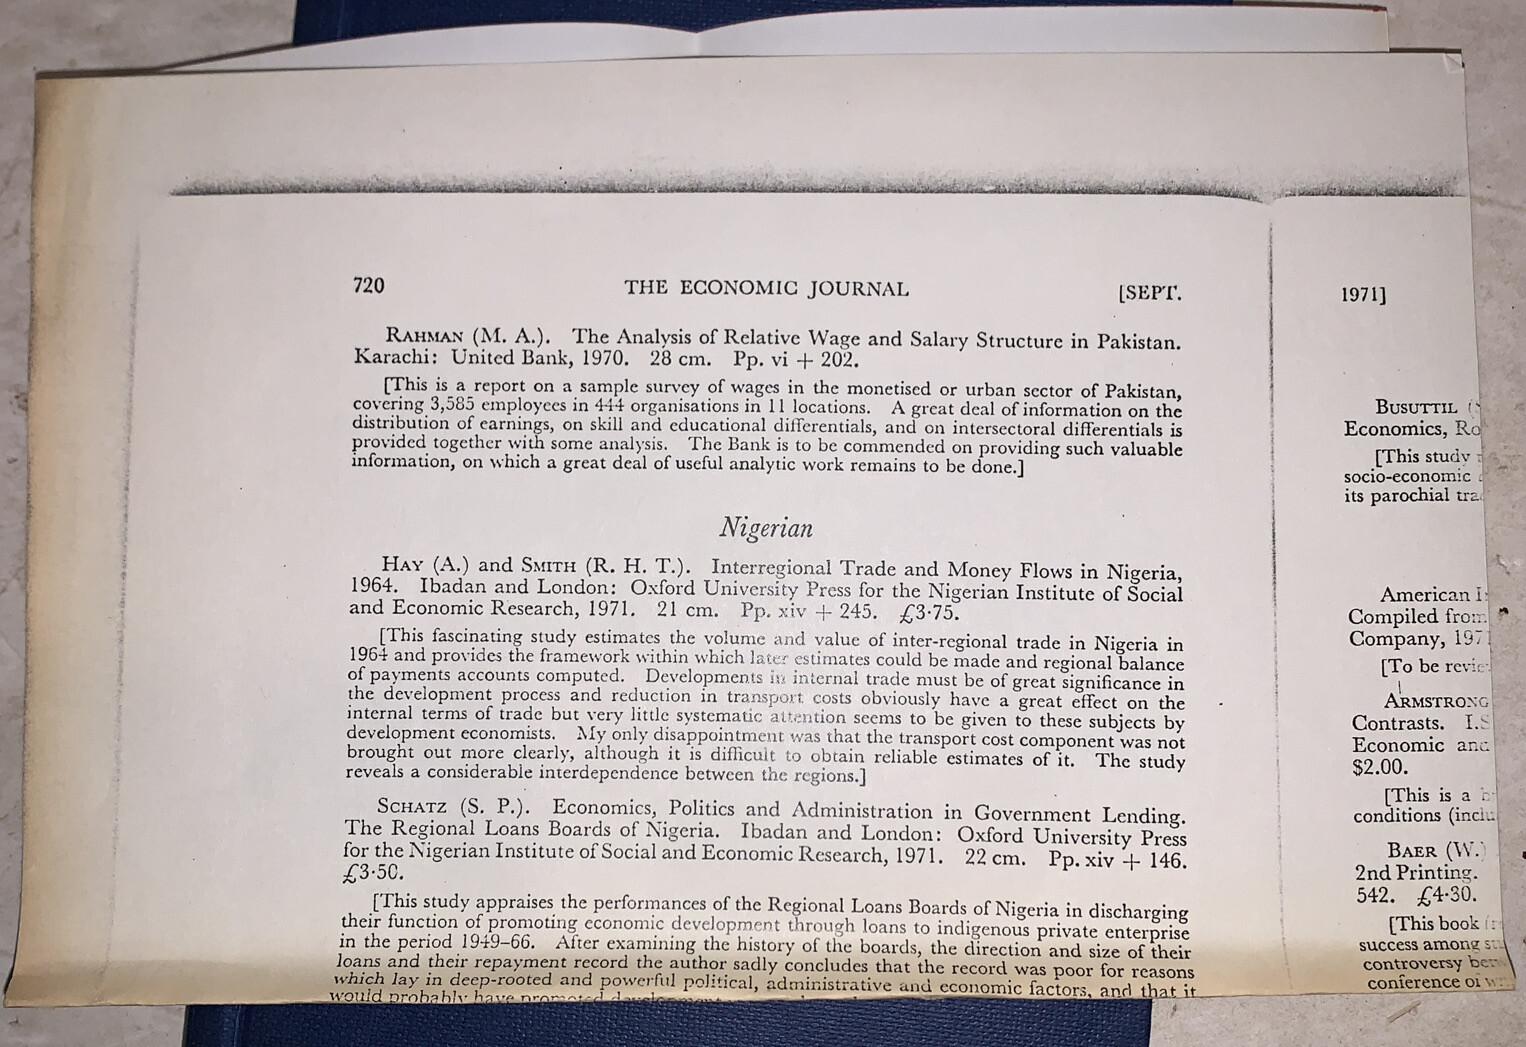 720 THE ECONOMIC JOURNAL [SEPT.
RAHMAN (M. A.). The Analysis of Relative Wage and Salary Structure in Pakistan.
Karachi: United Bank, 1970. 28 cm. Pp. vi + 202.
[This is a report on a sample survey of wages in the monetised or urban sector of Pakistan,
covering 3,585 employees in 444 organisations in 11 locations. A great deal of information on the
distribution of earnings, on skill and educational differentials, and on intersectoral differentials is
provided together with some analysis. The Bank is to be commended on providing such valuable
information, on which a great deal of useful analytic work remains to be done.]
Nigerian
HAY (A.) and SMITH (R. H. T.). Interregional Trade and Money Flows in Nigeria,
1964. Ibadan and London: Oxford University Press for the Nigerian Institute of Social
and Economic Research, 1971. 21 cm. Pp. xiv + 245. £3·75.
[This fascinating study estimates the volume and value of inter-regional trade in Nigeria in
1964 and provides the framework within which later estimates could be made and regional balance
of payments accounts computed. Developments in internal trade must be of great significance in
the development process and reduction in transport costs obviously have a great effect on the
internal terms of trade but very little systematic attention seems to be given to these subjects by
development economists. My only disappointment was that the transport cost component was not
brought out more clearly, although it is difficult to obtain reliable estimates of it. The study
reveals a considerable interdependence between the regions.]
SCHATZ (S. P.). Economics, Politics and Administration in Government Lending.
The Regional Loans Boards of Nigeria. Ibadan and London: Oxford University Press
for the Nigerian Institute of Social and Economic Research, 1971. 22 cm. Pp. xiv + 146.
£3·50.
[This study appraises the performances of the Regional Loans Boards of Nigeria in discharging
their function of promoting economic development through loans to indigenous private enterprise
in the period 1949–66. After examining the history of the boards, the direction and size of their
loans and their repayment record the author sadly concludes that the record was poor for reasons
which lay in deep-rooted and powerful political, administrative and economic factors, and that it
would probably have promoted
1971]
BUSUTTIL
Economics,
[This study
socio-economic
its parochial
American
Compiled from
Company,
[To be
ARMSTRONG
Contrasts.
Economic and
$2.00.
[This is a
conditions
BAER (W.)
2nd Printing.
542. £4·30.
[This book
success among
controversy
conference of